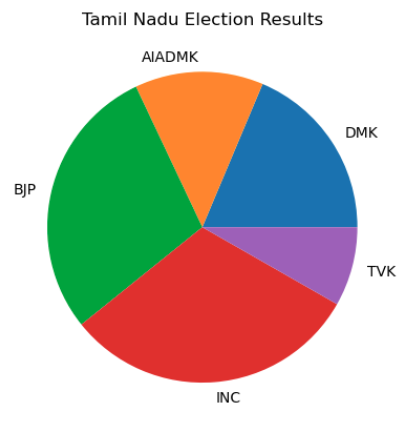 Tamil Nadu Election Results
AIADMK
DMK
BJP
TVK
INC